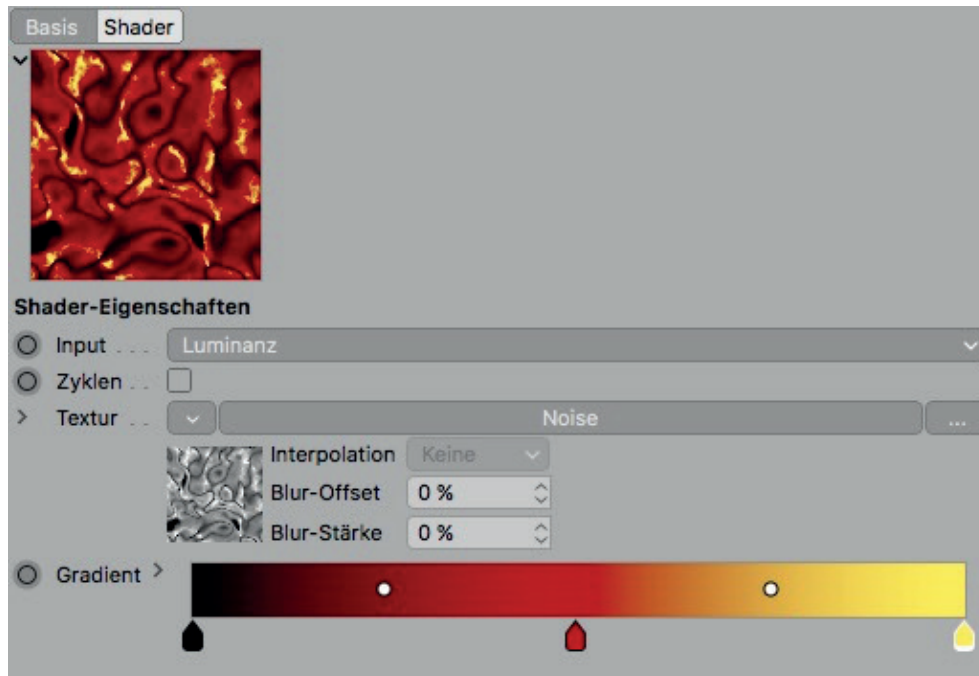 Basis Shader
Shader-Eigenschaften
Input . . . Luminanz
Zyklen . .
Textur . . Noise ...
Interpolation Keine
Blur-Offset 0 %
Blur-Stärke 0 %
Gradient